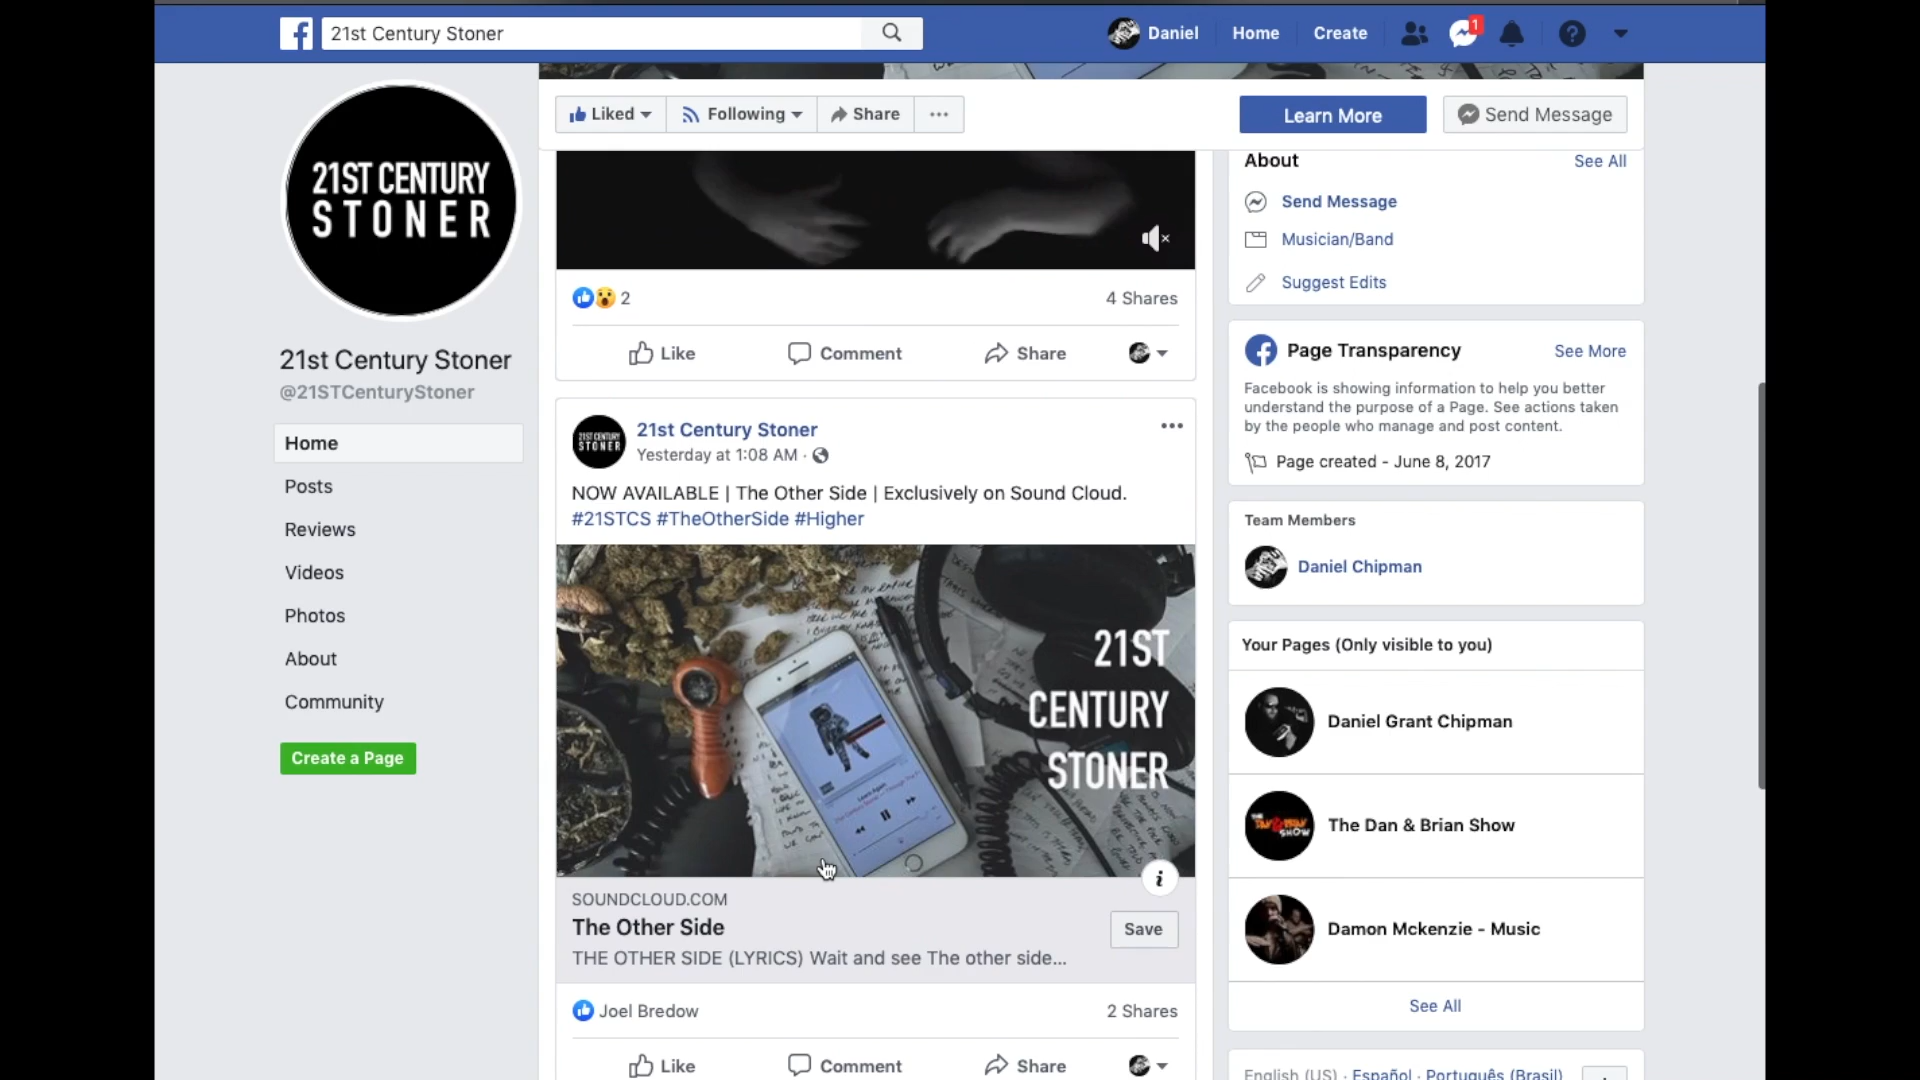 21st Century Stoner
Daniel
Home
Create
1
Liked
Following
Share
Learn More
Send Message
21ST CENTURY
STONER
21st Century Stoner
@21STCenturyStoner
Home
Posts
Reviews
Videos
Photos
About
Community
Create a Page
2
4 Shares
Like
Comment
Share
21ST CENTURY
STONER
21st Century Stoner
Yesterday at 1:08 AM ·
NOW AVAILABLE | The Other Side | Exclusively on Sound Cloud.
#21STCS #TheOtherSide #Higher
21ST
CENTURY
STONER
SOUNDCLOUD.COM
The Other Side
THE OTHER SIDE (LYRICS) Wait and see The other side...
Save
Joel Bredow
2 Shares
Like
Comment
Share
About
See All
Send Message
Musician/Band
Suggest Edits
Page Transparency
See More
Facebook is showing information to help you better
understand the purpose of a Page. See actions taken
by the people who manage and post content.
Page created - June 8, 2017
Team Members
Daniel Chipman
Your Pages (Only visible to you)
Daniel Grant Chipman
The Dan & Brian Show
Damon Mckenzie - Music
See All
English (US) · Español · Português (Brasil)